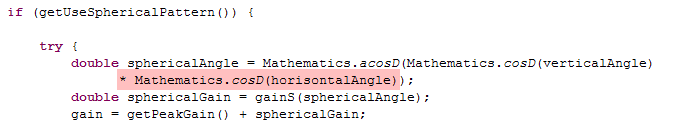 if (getUseSphericalPattern()) {
try {
double sphericalAngle = Mathematics.acosD(Mathematics.cosD(verticalAngle)
* Mathematics.cosD(horisontalAngle));
double sphericalGain = gainS(sphericalAngle);
gain = getPeakGain() + sphericalGain;